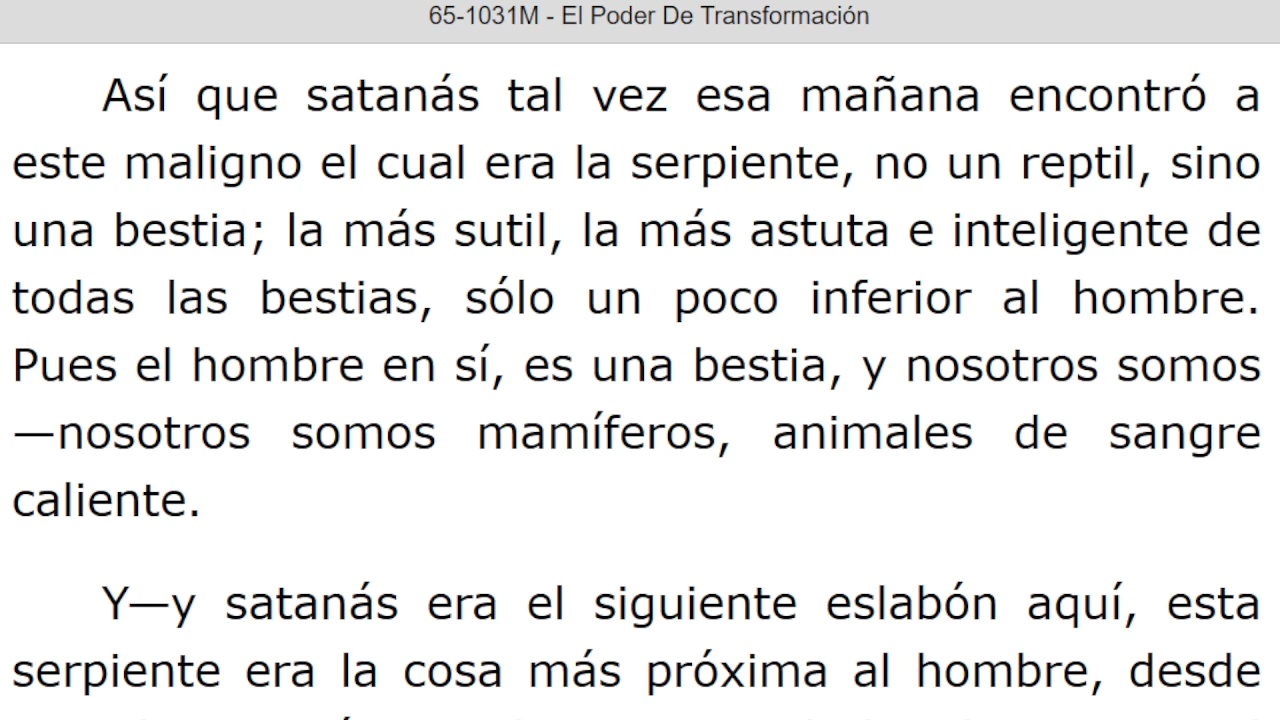 65-1031M - El Poder De Transformación
Así que satanás tal vez esa mañana encontró a
este maligno el cual era la serpiente, no un reptil, sino
una bestia; la más sutil, la más astuta e inteligente de
todas las bestias, sólo un poco inferior al hombre.
Pues el hombre en sí, es una bestia, y nosotros somos
—nosotros somos mamíferos, animales de sangre
caliente.
Y—y satanás era el siguiente eslabón aquí, esta
serpiente era la cosa más próxima al hombre, desde